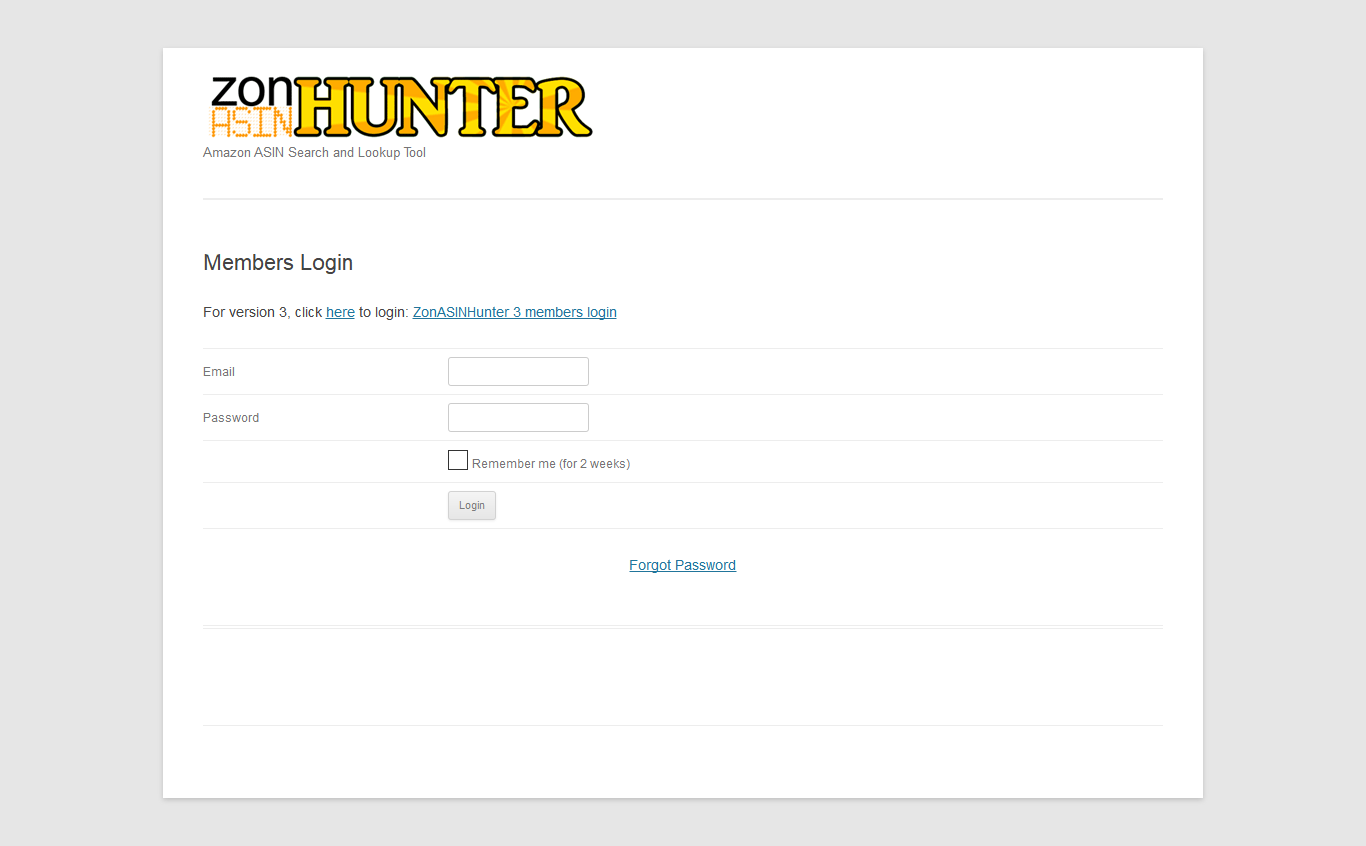 zon
ASIN
HUNTER
Amazon ASIN Search and Lookup Tool
Members Login
For version 3, click here to login: ZonASINHunter 3 members login
Email
Password
Remember me (for 2 weeks)
Login
Forgot Password